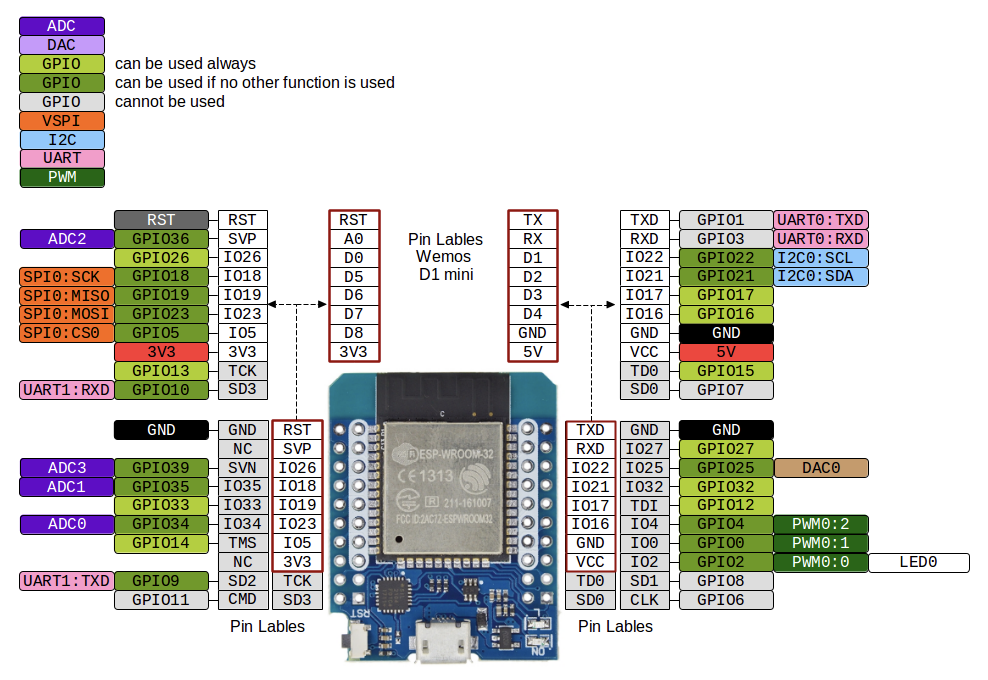 ADC
DAC
GPIO can be used always
GPIO can be used if no other function is used
GPIO cannot be used
VSPI
I2C
UART
PWM
RST RST RST TX TXD GPIO1 UART0:TXD
ADC2 GPIO36 SVP A0 Pin Lables RX RXD GPIO3 UART0:RXD
GPIO26 IO26 D0 Wemos D1 IO22 GPIO22 I2C0:SCL
SPI0:SCK GPIO18 IO18 D5 D1 mini D2 IO21 GPIO21 I2C0:SDA
SPI0:MISO GPIO19 IO19 D6 D3 IO17 GPIO17
SPI0:MOSI GPIO23 IO23 D7 D4 IO16 GPIO16
SPI0:CS0 GPIO5 IO5 D8 GND GND GND
3V3 3V3 3V3 5V VCC 5V
GPIO13 TCK TD0 GPIO15
UART1:RXD GPIO10 SD3 SD0 GPIO7
GND GND RST TXD GND GND
NC SVP RXD IO27 GPIO27
ADC3 GPIO39 SVN IO26 ESP-WROOM-32 IO22 IO25 GPIO25 DAC0
ADC1 GPIO35 IO35 IO18 CE1313 IO21 IO32 GPIO32
GPIO33 IO33 IO19 R 211-161007 IO17 TDI GPIO12
ADC0 GPIO34 IO34 IO23 FCC ID:2AC7Z-ESPWROOM32 IO16 IO4 GPIO4 PWM0:2
GPIO14 TMS IO5 GND IO0 GPIO0 PWM0:1
NC 3V3 VCC IO2 GPIO2 PWM0:0 LED0
UART1:TXD GPIO9 SD2 TCK TD0 SD1 GPIO8
GPIO11 CMD SD3 SD0 CLK GPIO6
RST L
Pin Lables Pin Lables
ON